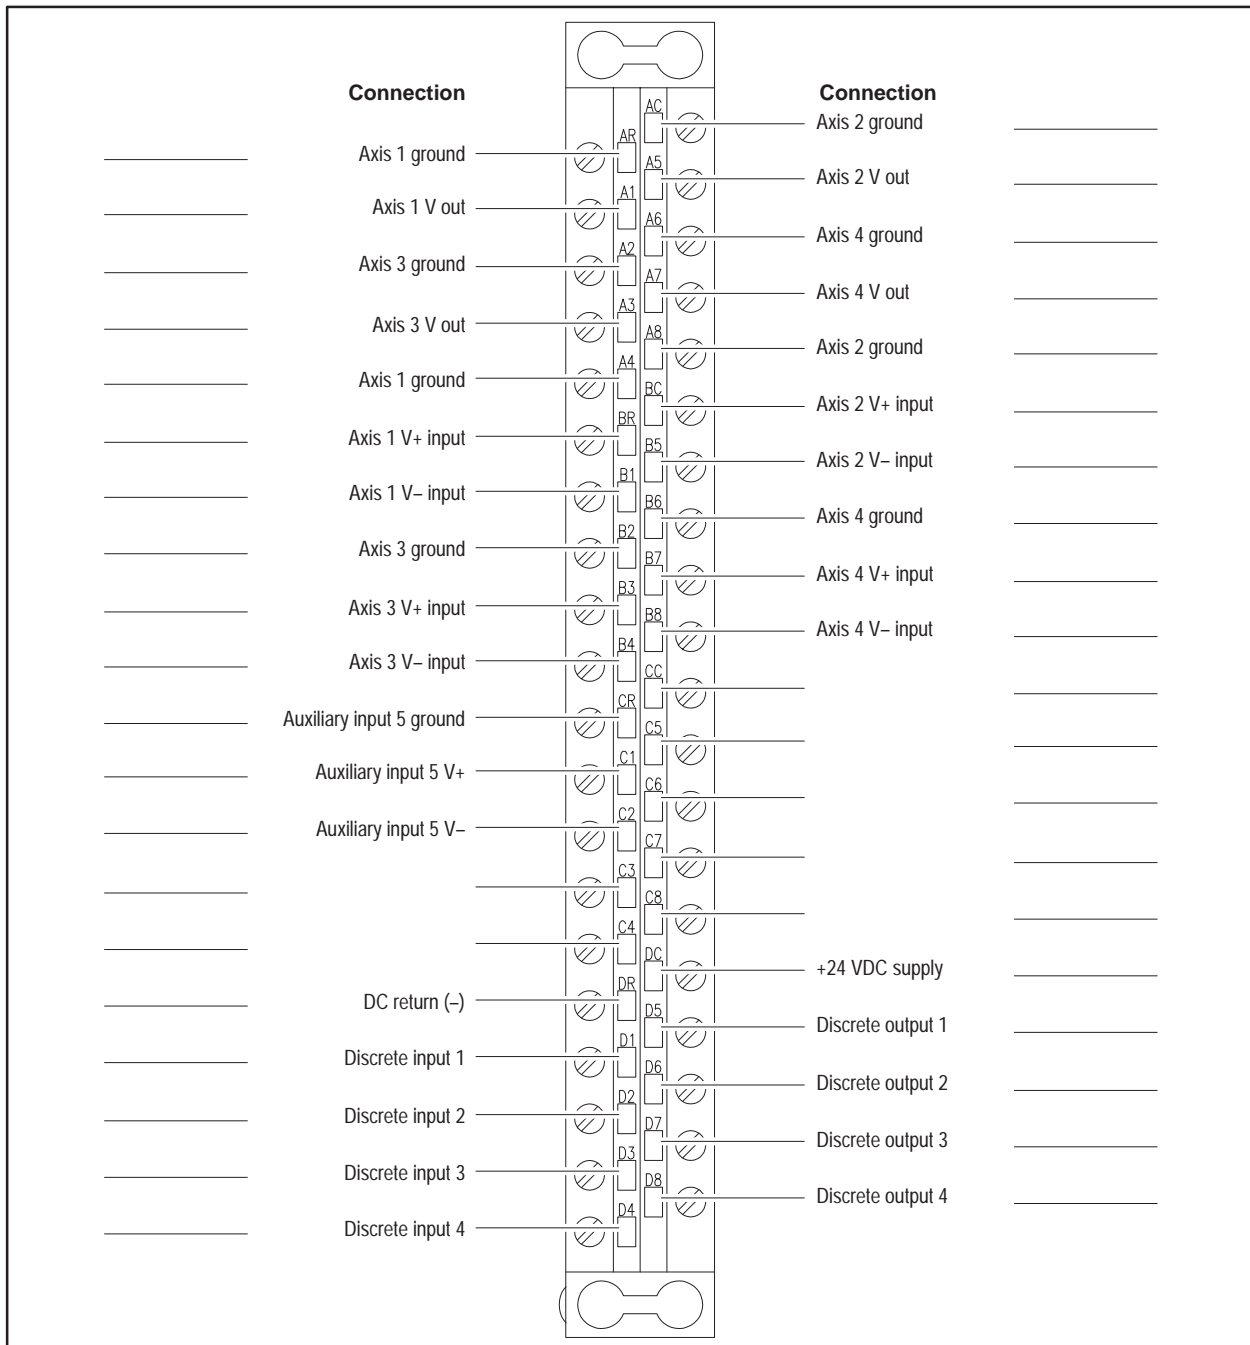 Connection
Connection
AC
Axis 2 ground
AR
Axis 1 ground
A5
Axis 2 V out
A1
Axis 1 V out
A6
Axis 4 ground
A2
Axis 3 ground
A7
Axis 4 V out
A3
Axis 3 V out
A8
Axis 2 ground
A4
Axis 1 ground
BC
Axis 2 V+ input
BR
Axis 1 V+ input
B5
Axis 2 V– input
B1
Axis 1 V– input
B6
Axis 4 ground
B2
Axis 3 ground
B7
Axis 4 V+ input
B3
Axis 3 V+ input
B8
Axis 4 V– input
B4
Axis 3 V– input
CC
CR
Auxiliary input 5 ground
C5
C1
Auxiliary input 5 V+
C6
C2
Auxiliary input 5 V–
C7
C3
C8
C4
DC
+24 VDC supply
DR
DC return (–)
D5
Discrete output 1
D1
Discrete input 1
D6
Discrete output 2
D2
Discrete input 2
D7
Discrete output 3
D3
Discrete input 3
D8
Discrete output 4
D4
Discrete input 4